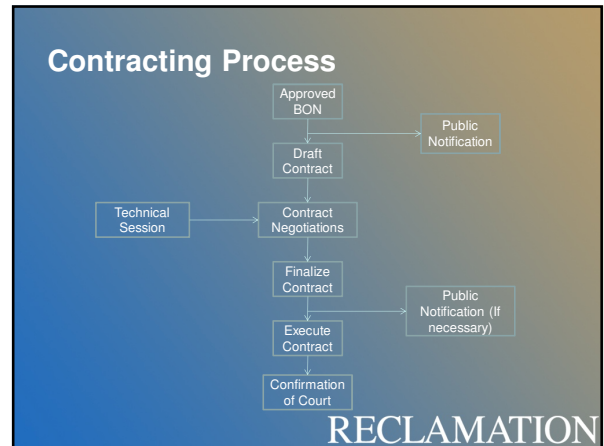 Contracting Process
Approved
BON
Public
Notification
Draft
Contract
Technical
Session
Contract
Negotiations
Finalize
Contract
Public
Notification (If
necessary)
Execute
Contract
Confirmation
of Court
RECLAMATION